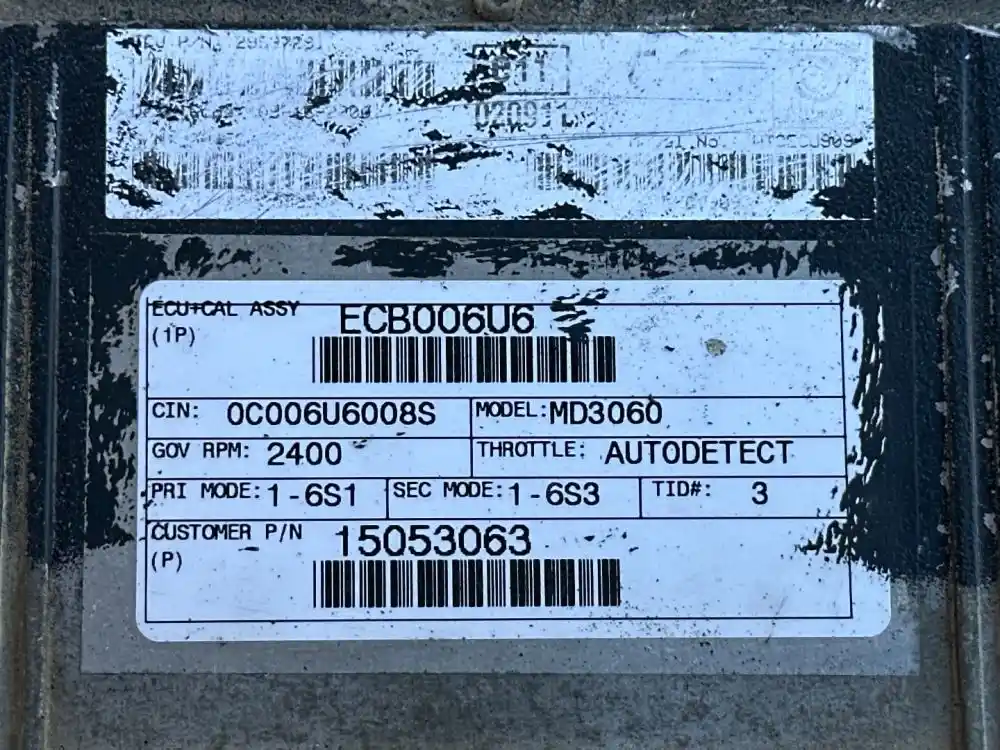 020911
ECU+CAL ASSY ECB006U6
(1P)
CIN: 0C006U6008S MODEL: MD3060
GOV RPM: 2400 THROTTLE: AUTODETECT
PRI MODE: 1-6S1 SEC MODE: 1-6S3 TID#: 3
CUSTOMER P/N 15053063
(P)